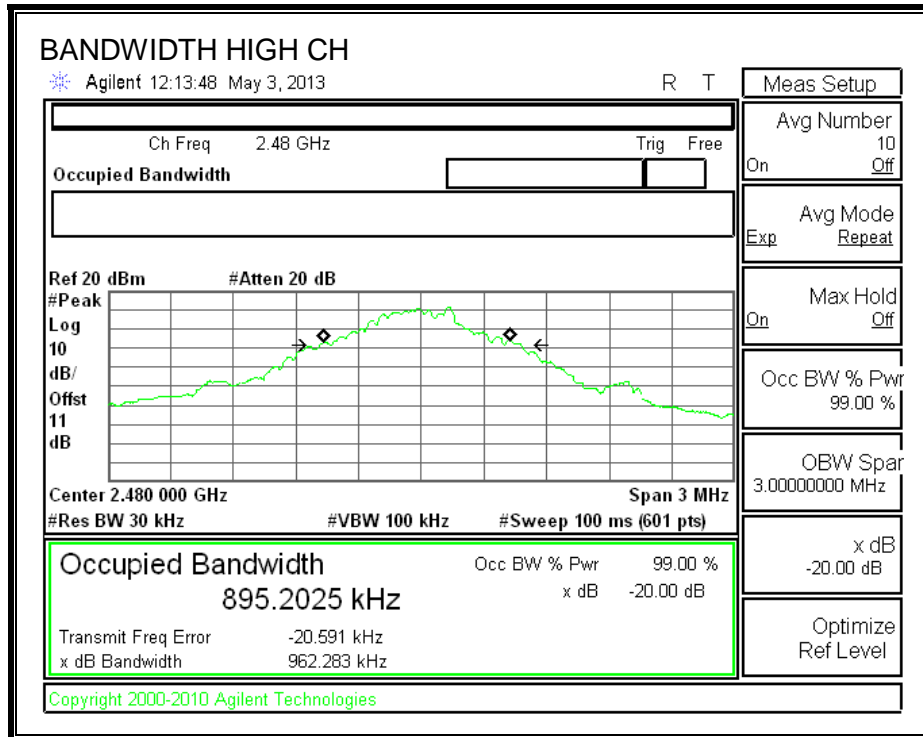 BANDWIDTH HIGH CH
Agilent 12:13:48 May 3, 2013 R T
Ch Freq 2.48 GHz Trig Free
Occupied Bandwidth
Ref 20 dBm #Atten 20 dB
#Peak
Log
10
dB/
Offst
11
dB
Center 2.480 000 GHz Span 3 MHz
#Res BW 30 kHz #VBW 100 kHz #Sweep 100 ms (601 pts)
Occupied Bandwidth
895.2025 kHz
Occ BW % Pwr 99.00 %
x dB -20.00 dB
Transmit Freq Error -20.591 kHz
x dB Bandwidth 962.283 kHz
Copyright 2000-2010 Agilent Technologies
Meas Setup
Avg Number
10
On Off
Avg Mode
Exp Repeat
Max Hold
On Off
Occ BW % Pwr
99.00 %
OBW Spar
3.00000000 MHz
x dB
-20.00 dB
Optimize
Ref Level